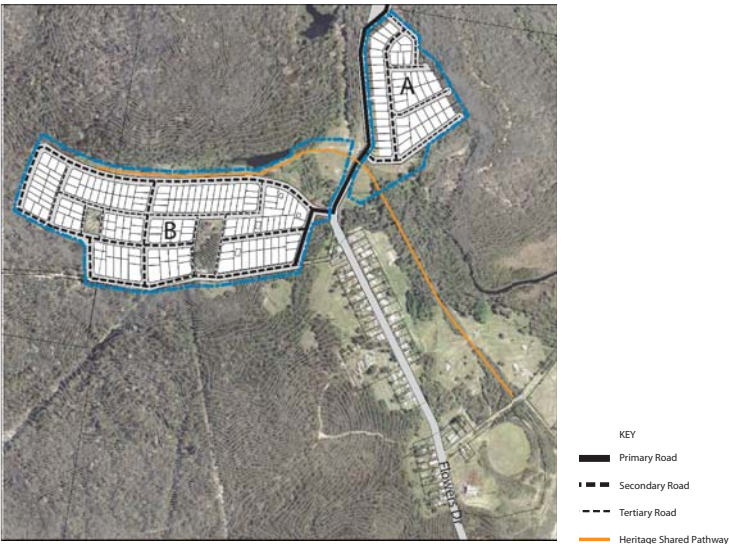 A
B
Flowers Dr
KEY
Primary Road
Secondary Road
Tertiary Road
Heritage Shared Pathway